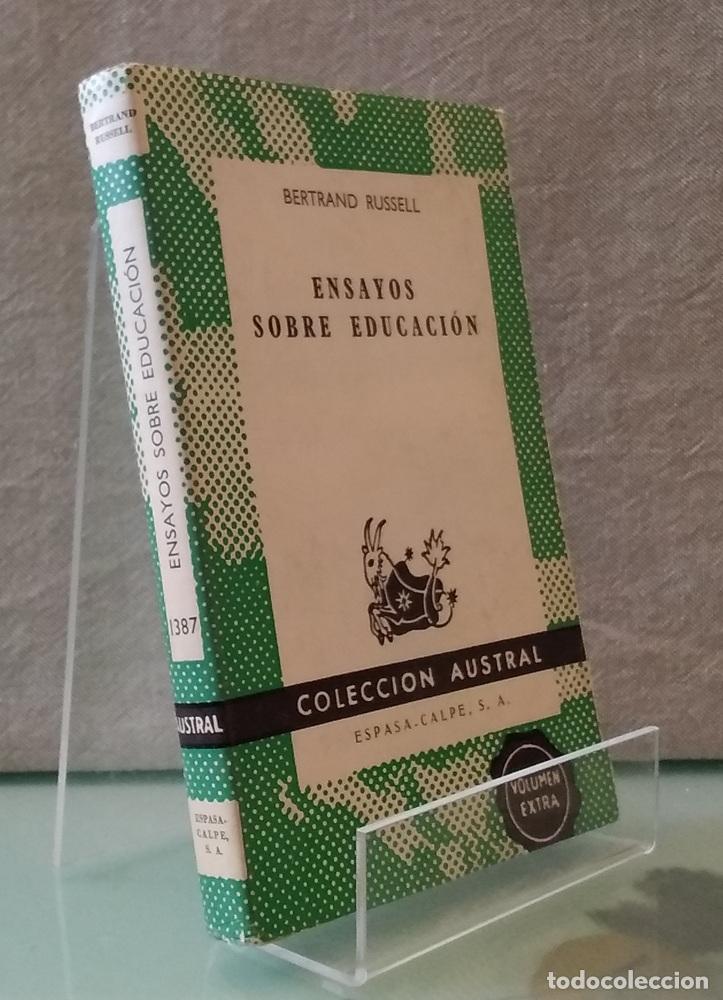 BERTRAND
RUSSELL
ENSAYOS SOBRE EDUCACIÓN
1387
AUSTRAL
ESPASA-
CALPE,
S. A.
BERTRAND RUSSELL
ENSAYOS
SOBRE EDUCACIÓN
COLECCION AUSTRAL
ESPASA-CALPE, S. A.
VOLUMEN
EXTRA
todocoleccion